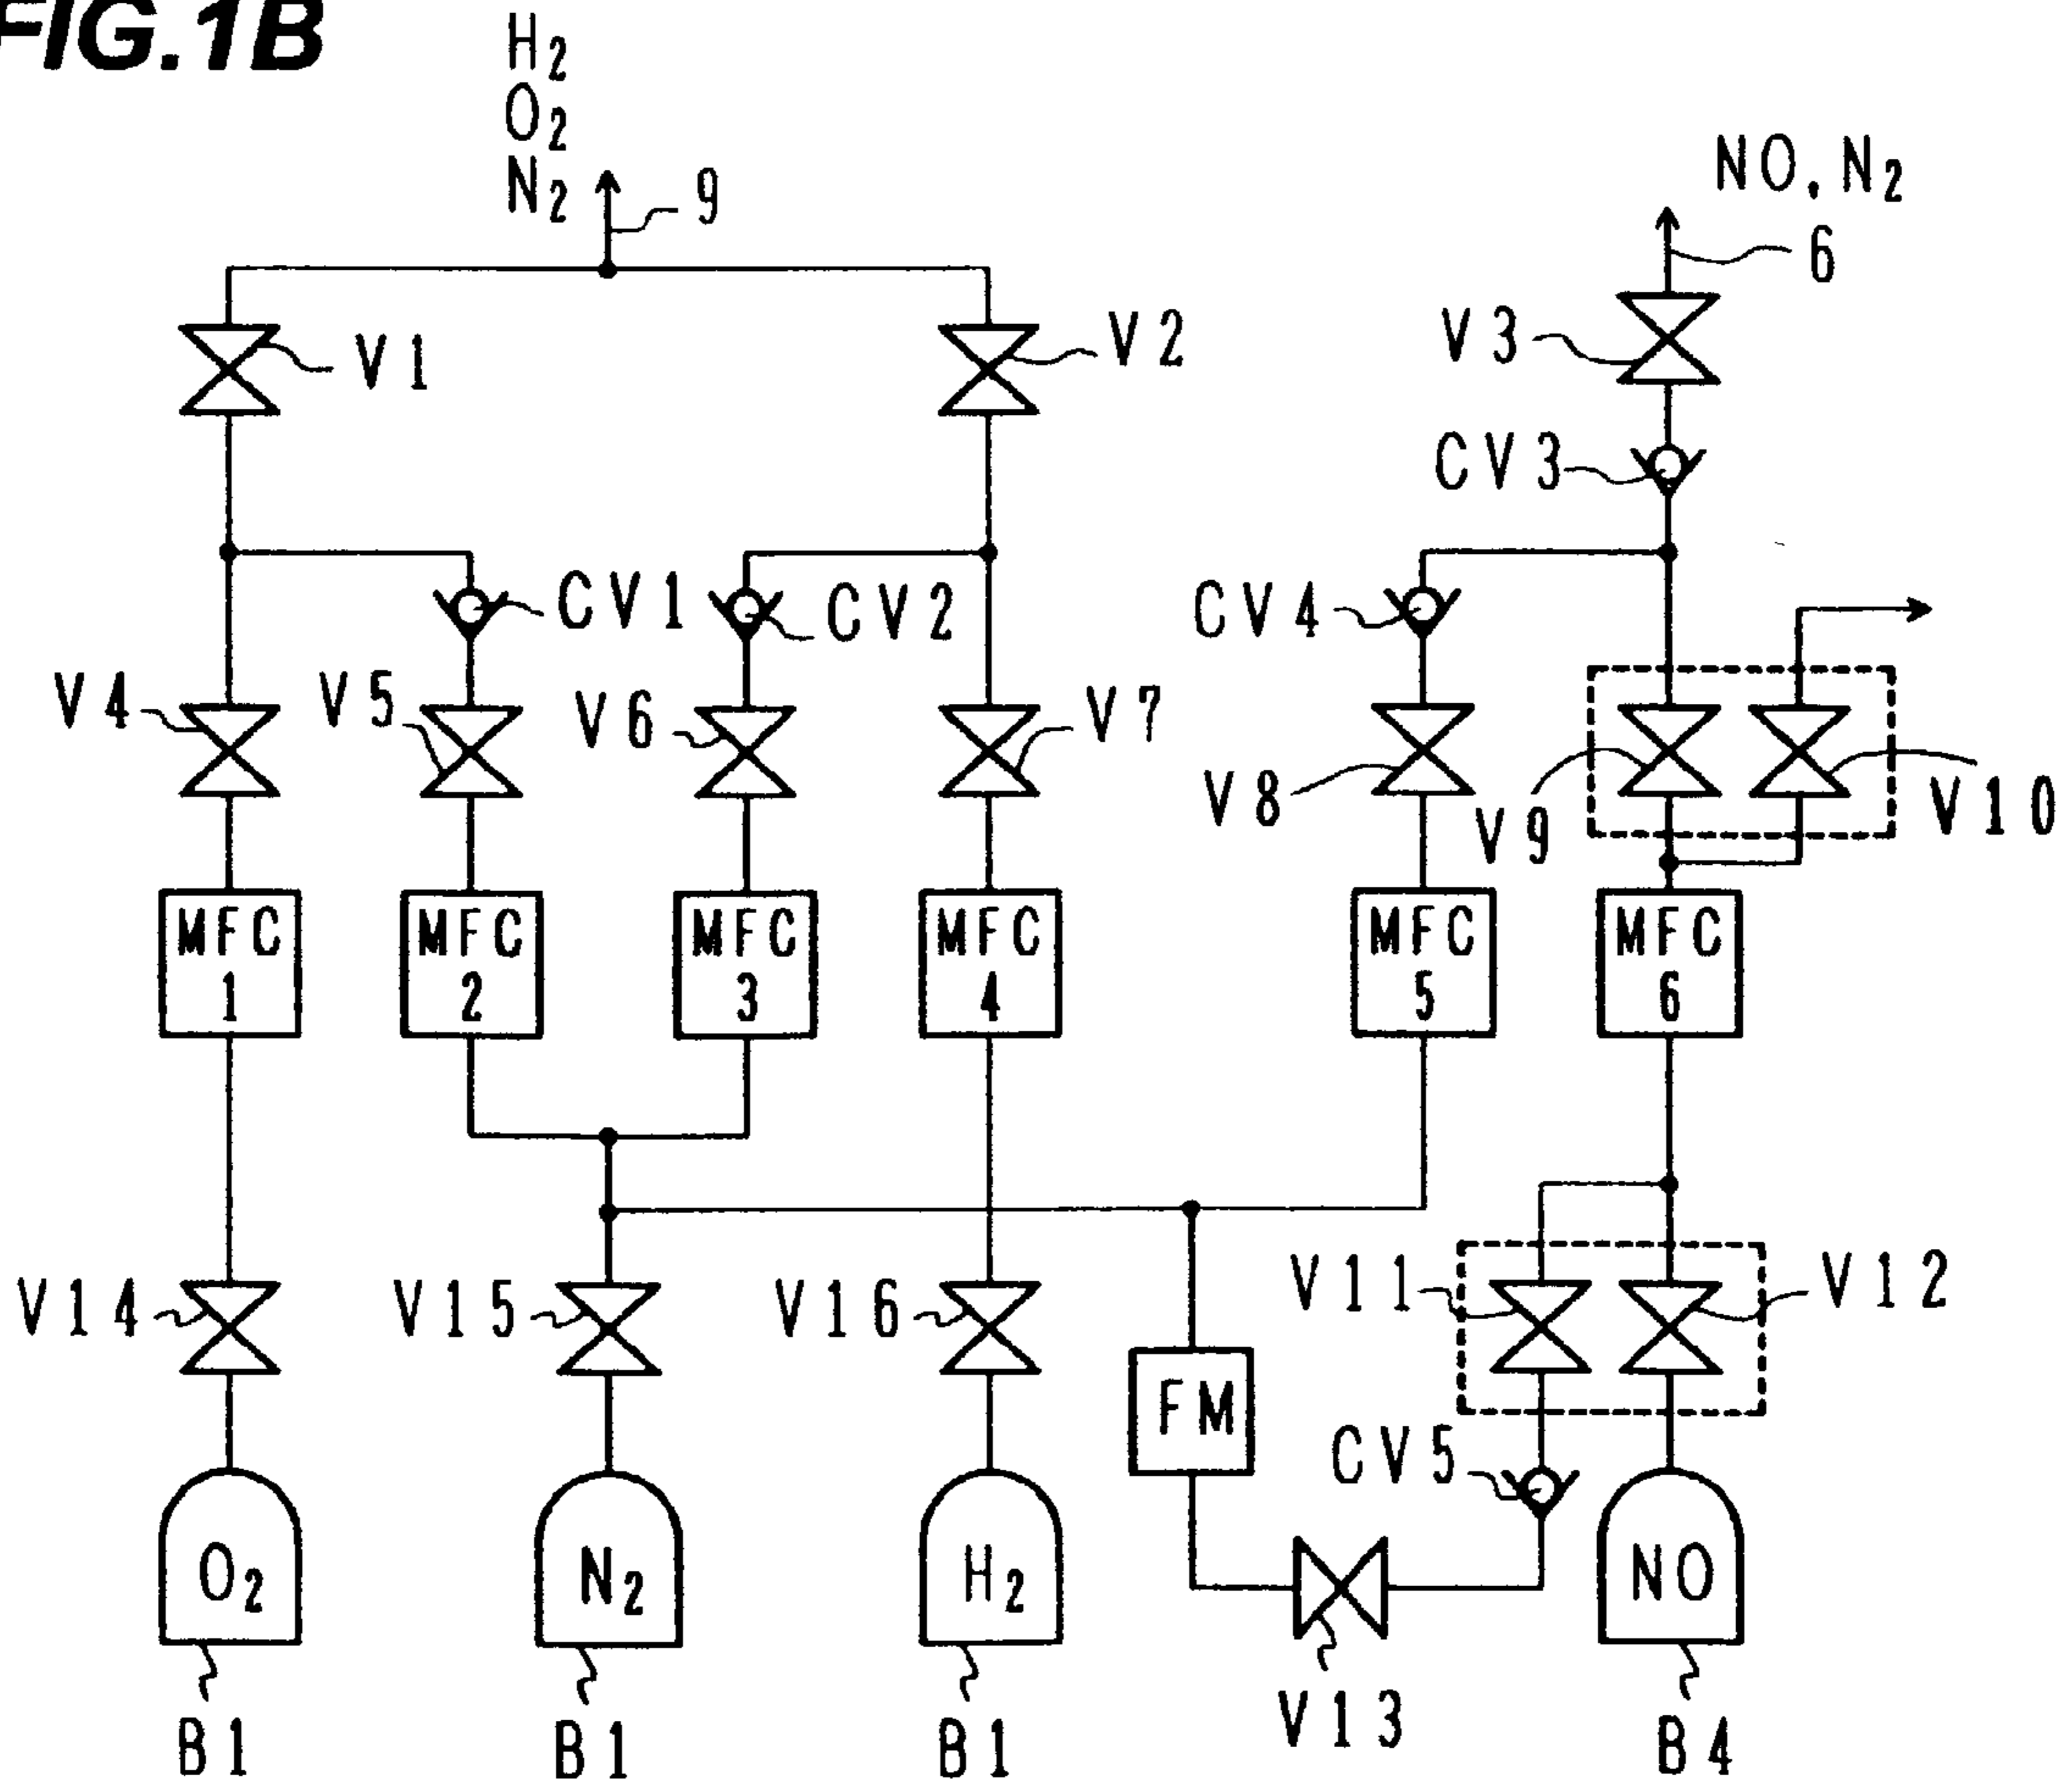 FIG.1B
H2
O2
N2
9
NO, N2
6
V1
V2
V3
CV3
CV1
CV2
CV4
V4
V5
V6
V7
V8
V9
V10
MFC
1
MFC
2
MFC
3
MFC
4
MFC
5
MFC
6
V14
V15
V16
V11
V12
FM
CV5
O2
N2
H2
NO
V13
B1
B1
B1
B4